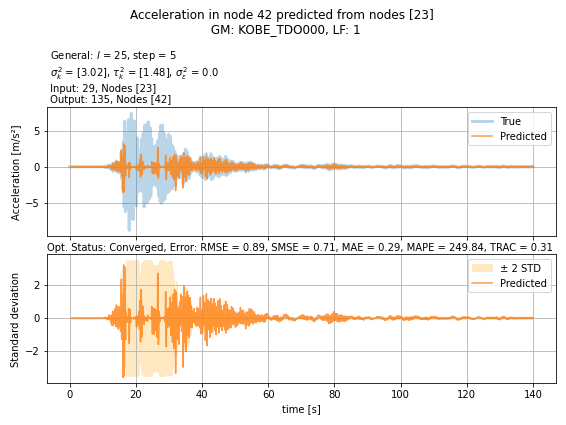 Acceleration in node 42 predicted from nodes [23]
GM: KOBE_TDO000, LF: 1
General: l = 25, step = 5
σ²ₖ = [3.02], τ²ₖ = [1.48], σ²ε = 0.0
Input: 29, Nodes [23]
Output: 135, Nodes [42]
Acceleration [m/s²]
5
0
−5
True
Predicted
Opt. Status: Converged, Error: RMSE = 0.89, SMSE = 0.71, MAE = 0.29, MAPE = 249.84, TRAC = 0.31
Standard deviation
2
0
−2
± 2 STD
Predicted
0 20 40 60 80 100 120 140
time [s]